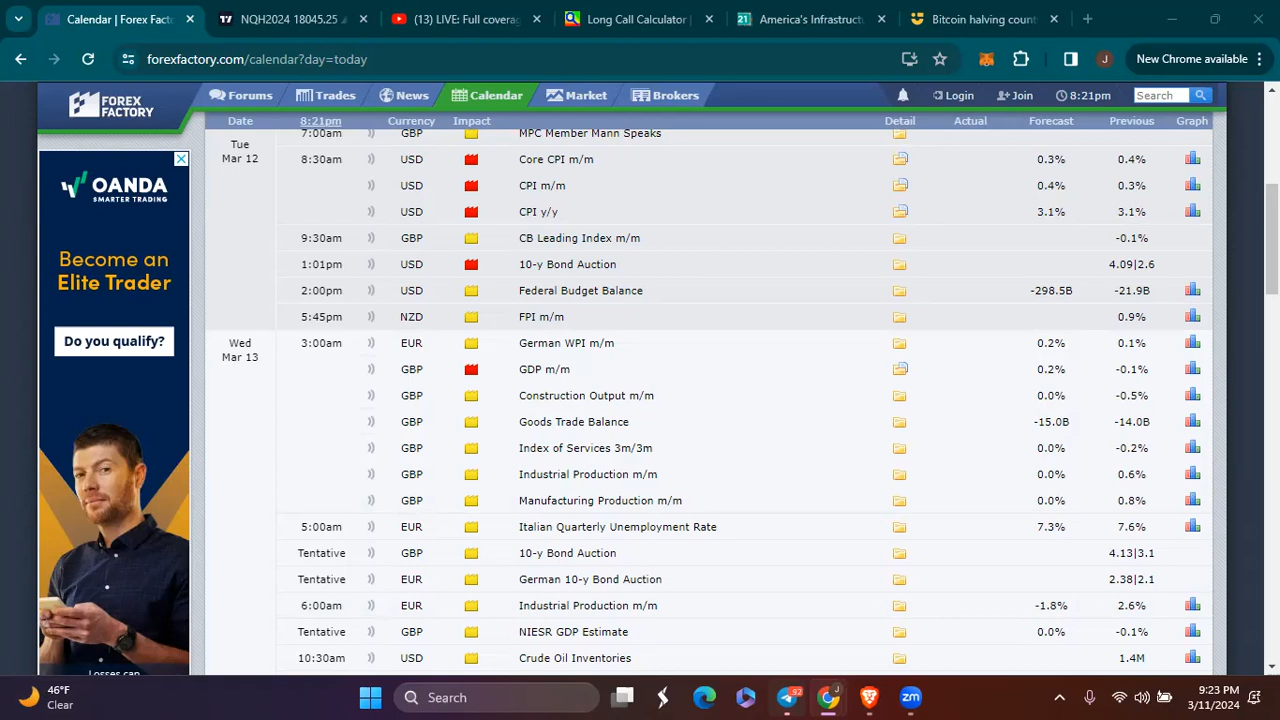 Calendar | Forex Facto
NQH2024 18045.25
(13) LIVE: Full coverag
Long Call Calculator
America's Infrastructu
Bitcoin halving count
forexfactory.com/calendar?day=today
J
New Chrome available
FOREX FACTORY
Forums
Trades
News
Calendar
Market
Brokers
Login
Join
8:21pm
Search
Date 8:21pm Currency Impact Detail Actual Forecast Previous Graph
Tue Mar 12
7:00am GBP MPC Member Mann Speaks
8:30am USD Core CPI m/m 0.3% 0.4%
USD CPI m/m 0.4% 0.3%
USD CPI y/y 3.1% 3.1%
9:30am GBP CB Leading Index m/m -0.1%
1:01pm USD 10-y Bond Auction 4.09|2.6
2:00pm USD Federal Budget Balance -298.5B -21.9B
5:45pm NZD FPI m/m 0.9%
Wed Mar 13
3:00am EUR German WPI m/m 0.2% 0.1%
GBP GDP m/m 0.2% -0.1%
GBP Construction Output m/m 0.0% -0.5%
GBP Goods Trade Balance -15.0B -14.0B
GBP Index of Services 3m/3m 0.0% -0.2%
GBP Industrial Production m/m 0.0% 0.6%
GBP Manufacturing Production m/m 0.0% 0.8%
5:00am EUR Italian Quarterly Unemployment Rate 7.3% 7.6%
Tentative GBP 10-y Bond Auction 4.13|3.1
Tentative EUR German 10-y Bond Auction 2.38|2.1
6:00am EUR Industrial Production m/m -1.8% 2.6%
Tentative GBP NIESR GDP Estimate 0.0% -0.1%
10:30am USD Crude Oil Inventories 1.4M
OANDA
SMARTER TRADING
Become an
Elite Trader
Do you qualify?
Losses can
46°F
Clear
Search
92
J
zm
9:23 PM
3/11/2024